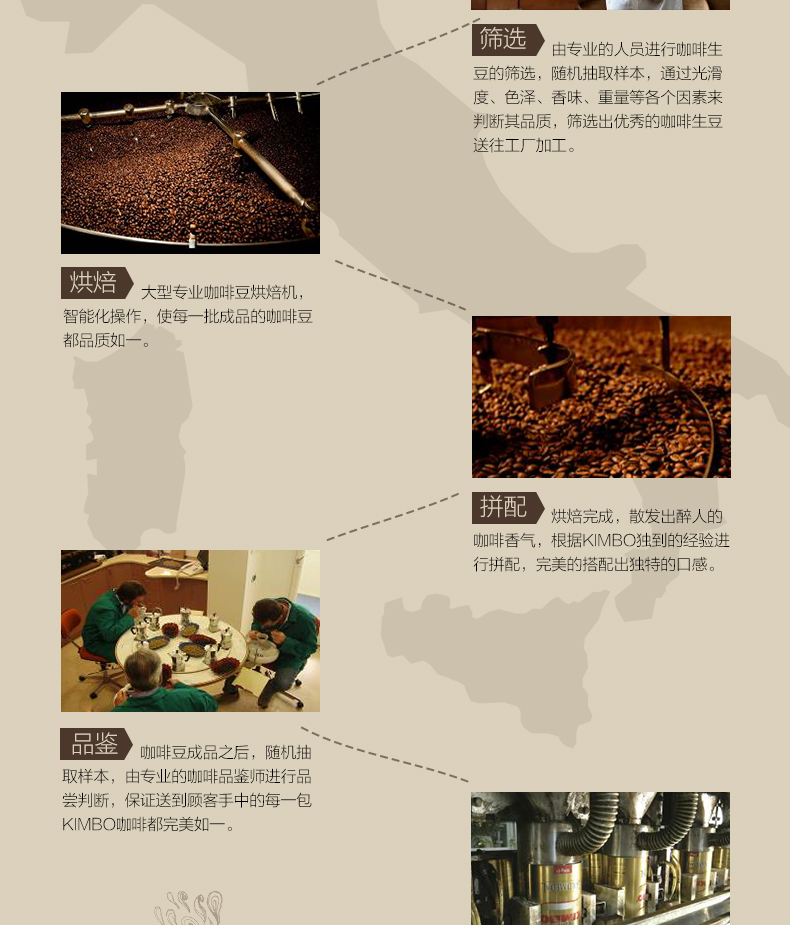 筛选
由专业的人员进行咖啡生
豆的筛选，随机抽取样本，通过光滑
度、色泽、香味、重量等各个因素来
判断其品质，筛选出优秀的咖啡生豆
送往工厂加工。
烘焙
大型专业咖啡豆烘焙机，
智能化操作，使每一批成品的咖啡豆
都品质如一。
拼配
烘焙完成，散发出醉人的
咖啡香气，根据KIMBO独到的经验进
行拼配，完美的搭配出独特的口感。
品鉴
咖啡豆成品之后，随机抽
取样本，由专业的咖啡品鉴师进行品
尝判断，保证送到顾客手中的每一包
KIMBO咖啡都完美如一。